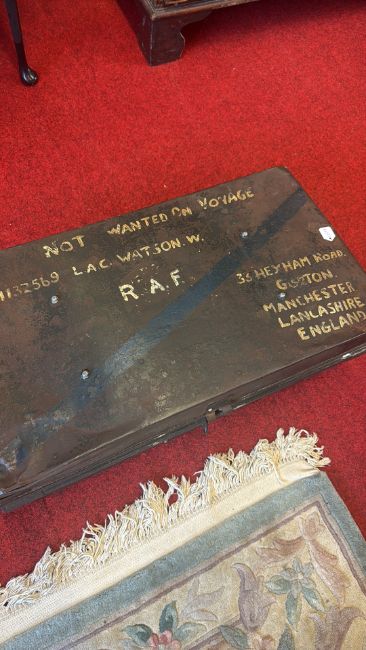 NOT WANTED ON VOYAGE
1132569 L.A.C. WATSON. W.
R.A.F.
36 HEYHAM ROAD.
GORTON
MANCHESTER
LANCASHIRE
ENGLAND